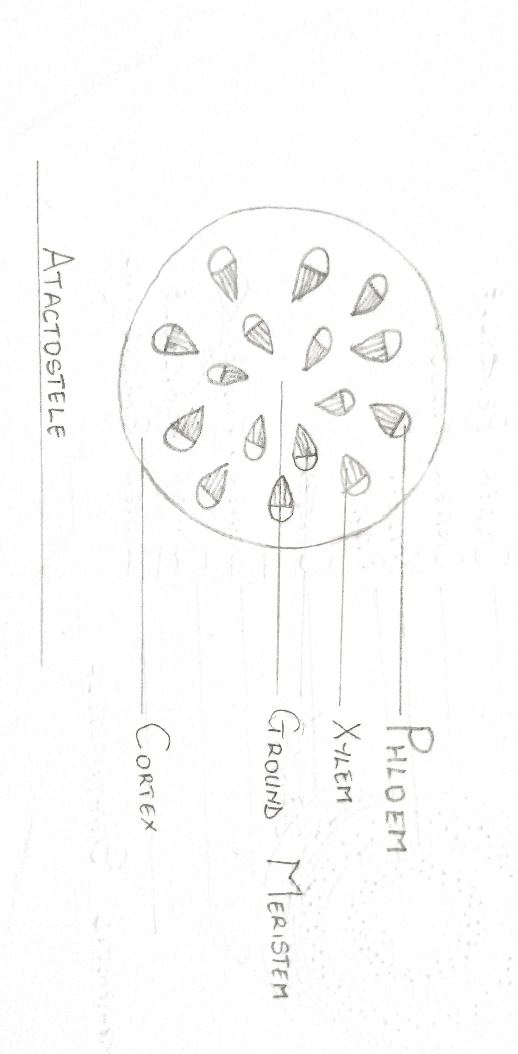 PHLOEM
XYLEM
GROUND MERISTEM
CORTEX
ATACTOSTELE